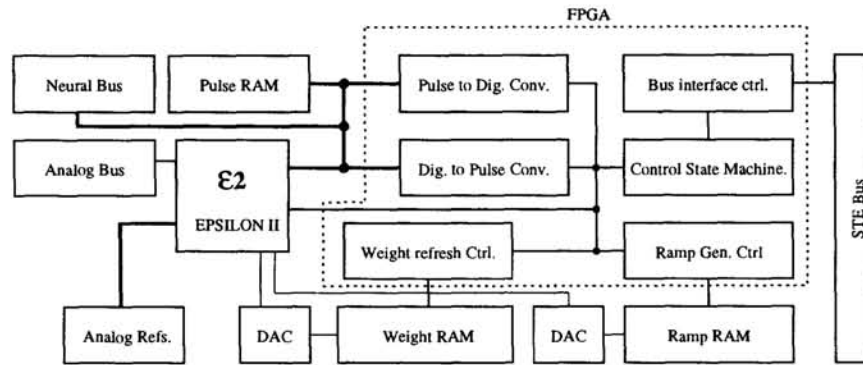 FPGA
Neural Bus
Pulse RAM
Pulse to Dig. Conv.
Bus interface ctrl.
Analog Bus
ε2
EPSILON II
Dig. to Pulse Conv.
Control State Machine.
STE Bus
Weight refresh Ctrl.
Ramp Gen. Ctrl
Analog Refs.
DAC
Weight RAM
DAC
Ramp RAM